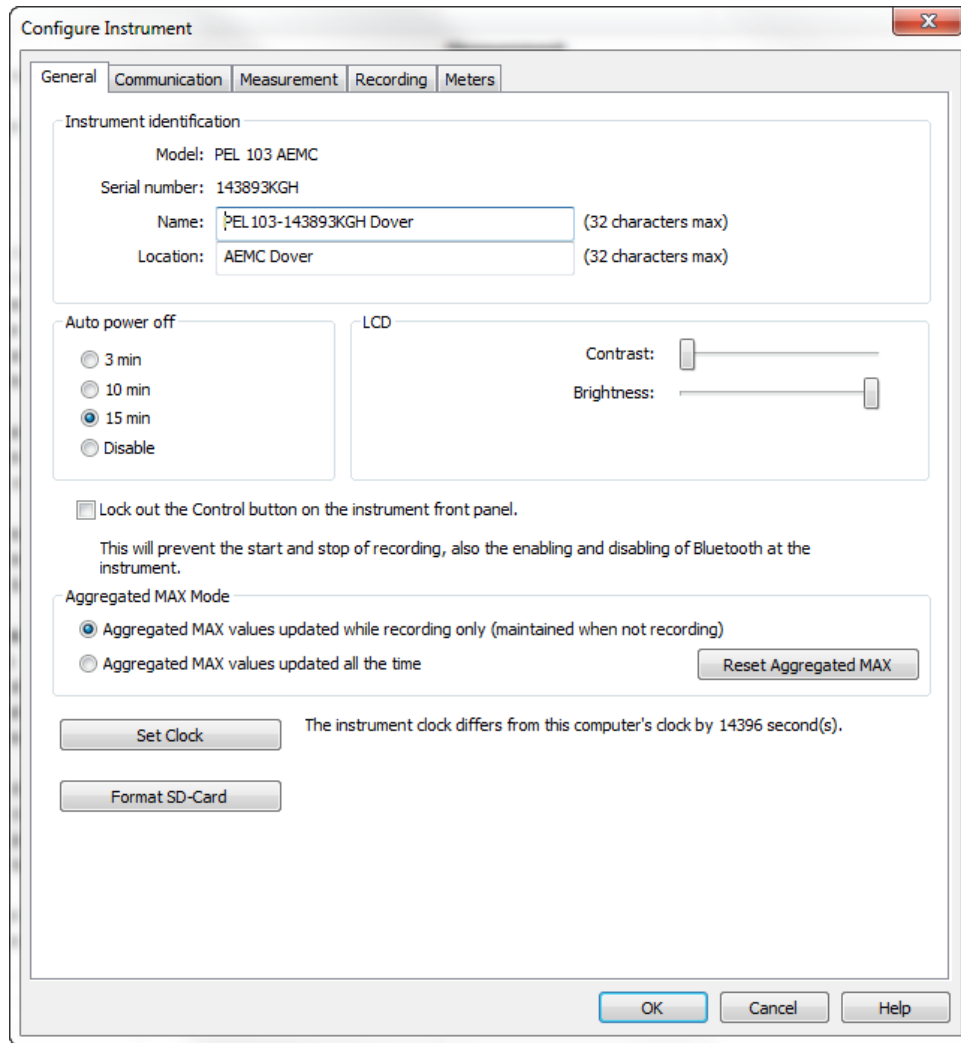 Configure Instrument
General Communication Measurement Recording Meters
Instrument identification
Model: PEL 103 AEMC
Serial number: 143893KGH
Name: PEL103-143893KGH Dover (32 characters max)
Location: AEMC Dover (32 characters max)
Auto power off
3 min
10 min
15 min
Disable
LCD
Contrast:
Brightness:
Lock out the Control button on the instrument front panel.
This will prevent the start and stop of recording, also the enabling and disabling of Bluetooth at the
instrument.
Aggregated MAX Mode
Aggregated MAX values updated while recording only (maintained when not recording)
Aggregated MAX values updated all the time
Reset Aggregated MAX
Set Clock
The instrument clock differs from this computer's clock by 14396 second(s).
Format SD-Card
OK Cancel Help